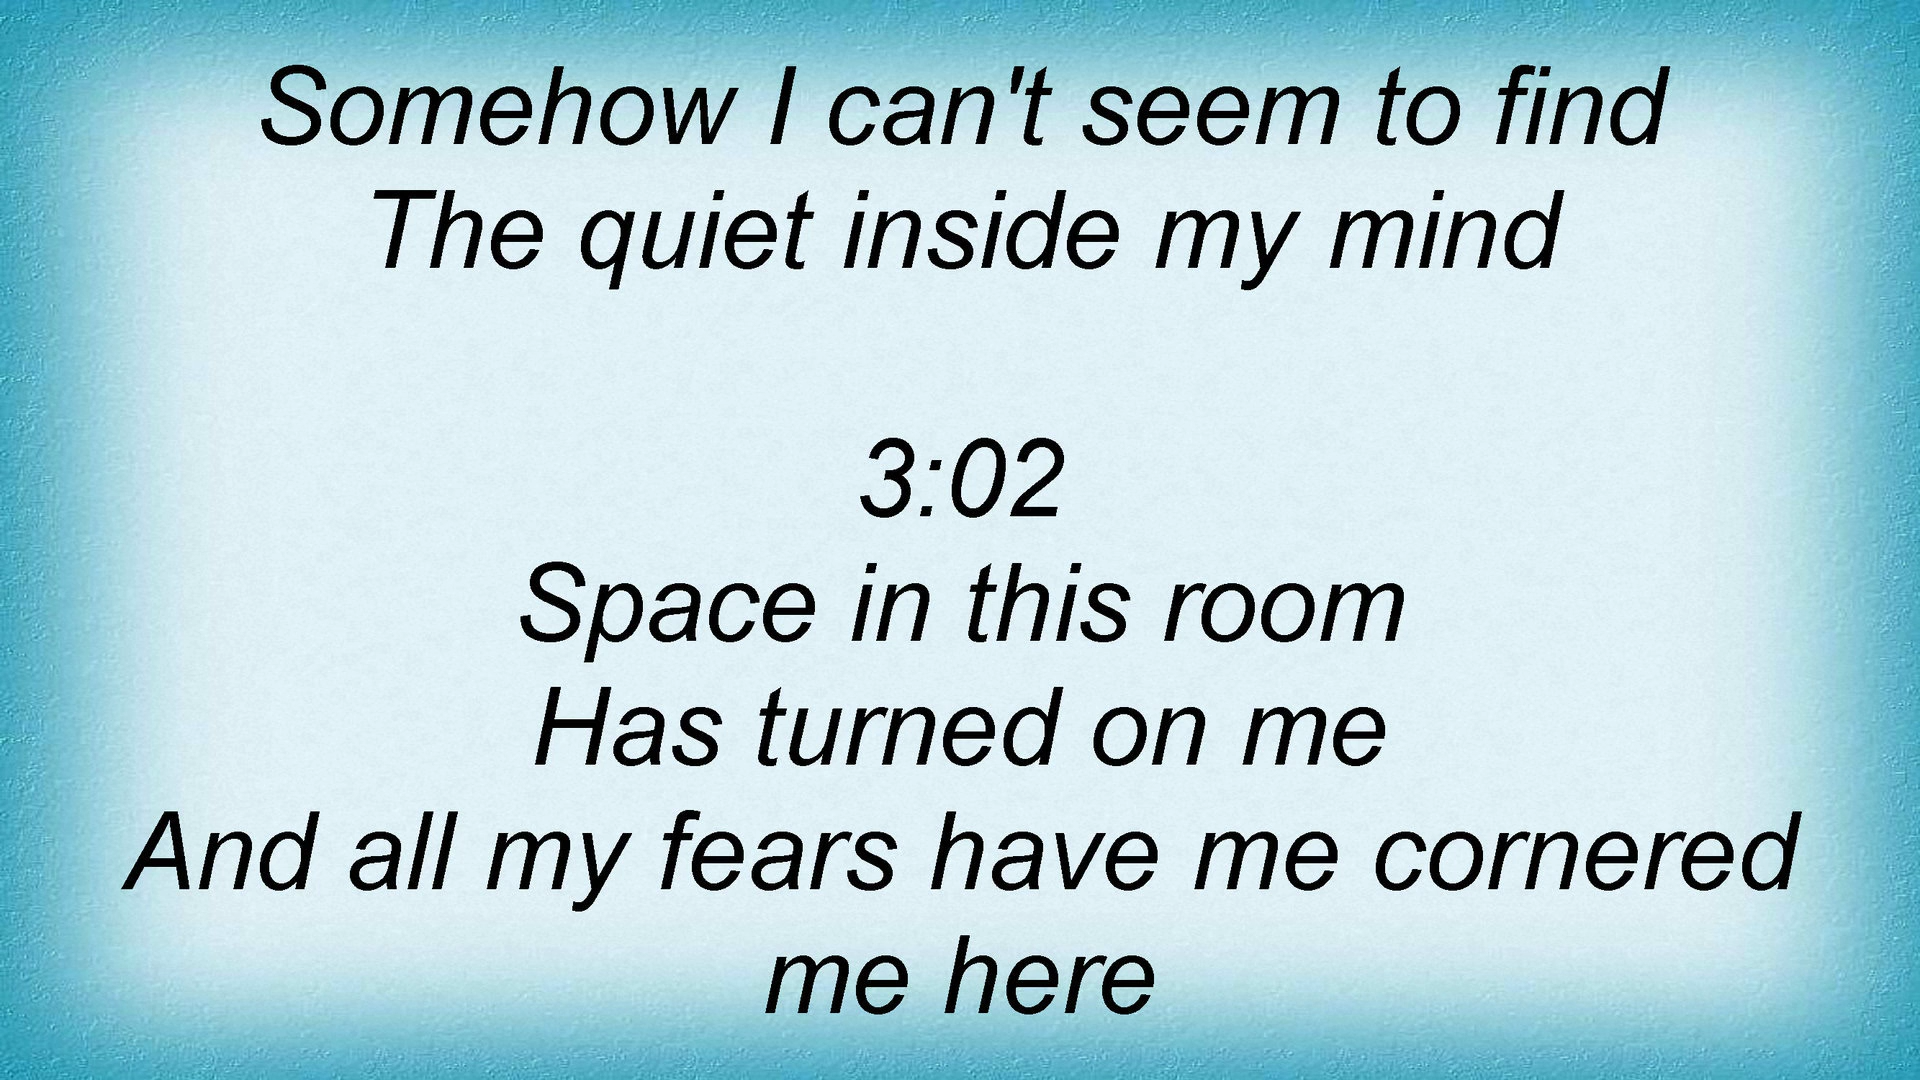 Somehow I can't seem to find
The quiet inside my mind
3:02
Space in this room
Has turned on me
And all my fears have me cornered
me here